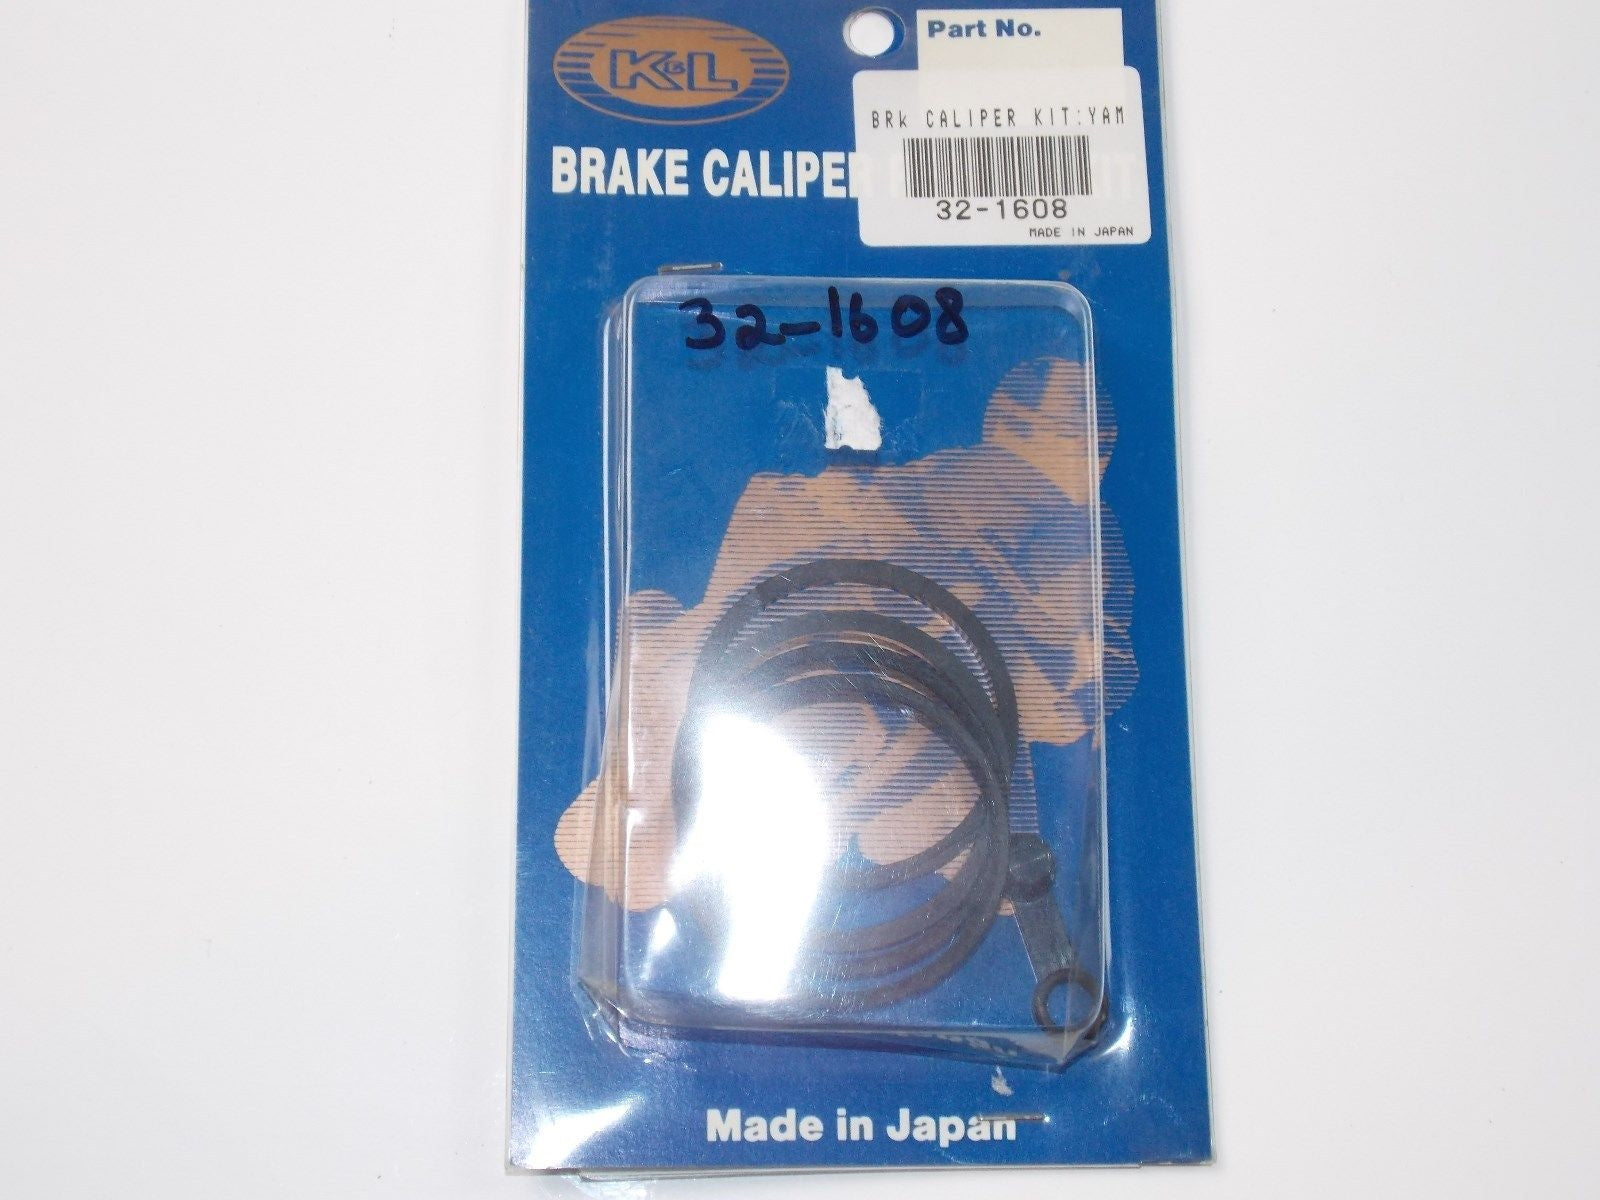 K&L
Part No.
BRK CALIPER KIT:YAM
BRAKE CALIPER
32-1608
MADE IN JAPAN
32-1608
Made in Japan